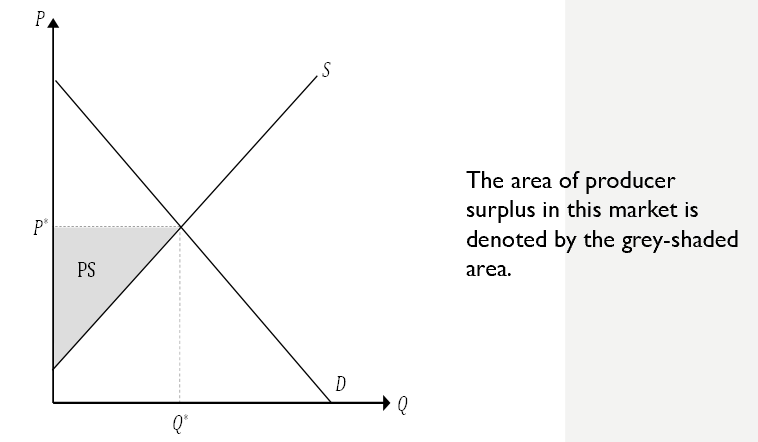 P
S
P*
PS
D
Q
Q*
The area of producer
surplus in this market is
denoted by the grey-shaded
area.